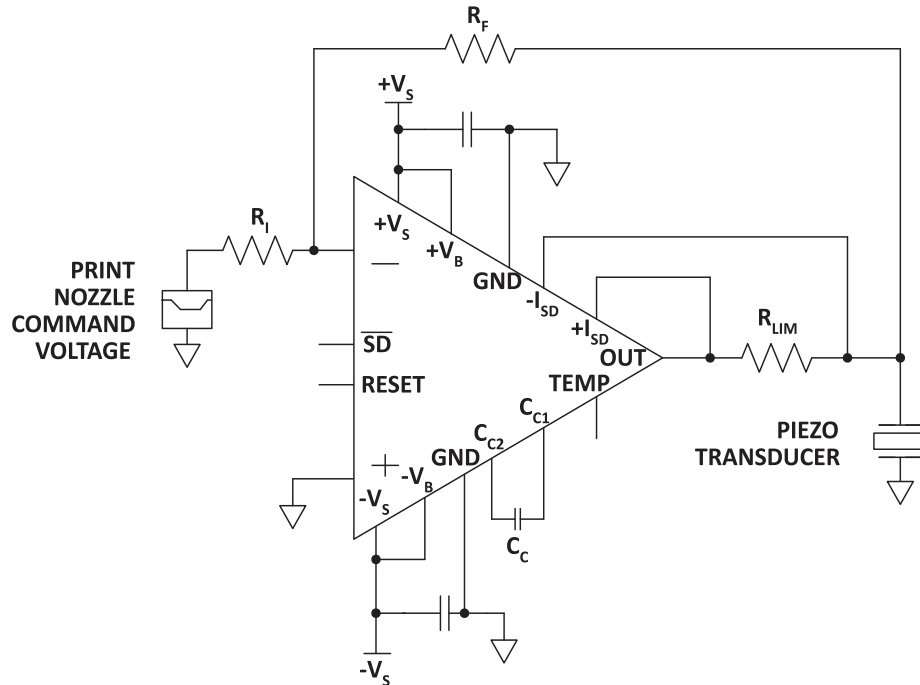 R_F
+V_S
R_I
+V_S
+V_B
GND
-I_SD
+I_SD
R_LIM
PRINT
NOZZLE
COMMAND
VOLTAGE
—
S̅D̅
OUT
RESET
TEMP
C_C1
C_C2
GND
PIEZO
TRANSDUCER
+
-V_B
-V_S
C_C
-V_S